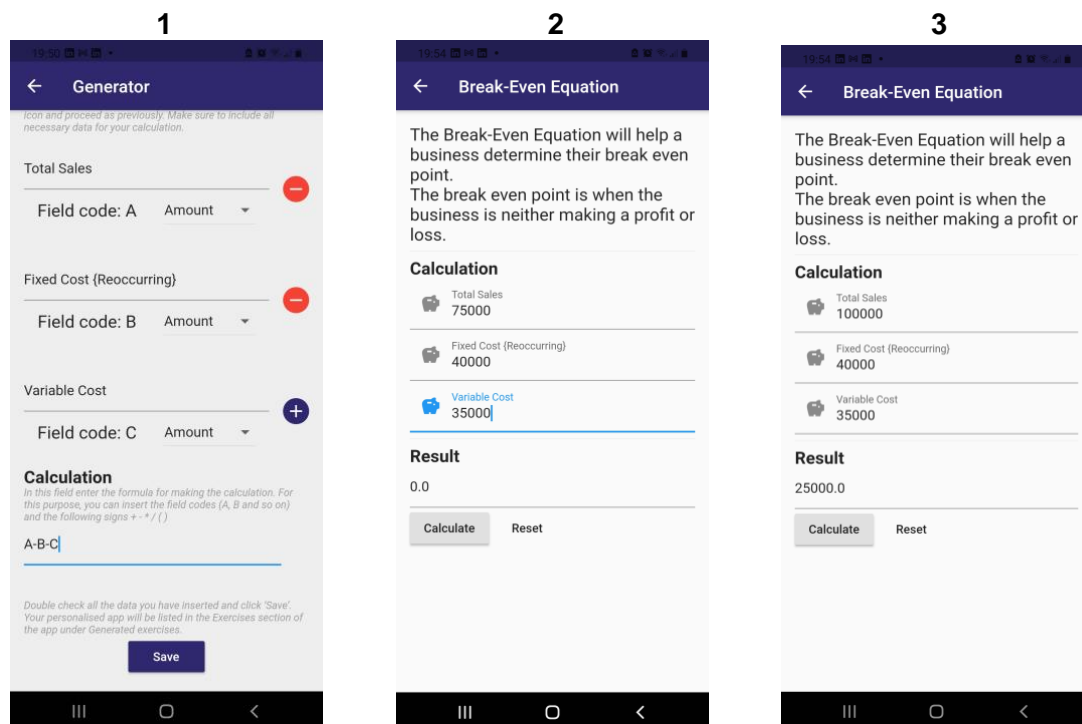 1
19:50
Generator
icon and proceed as previously. Make sure to include all
necessary data for your calculation.
Total Sales
Field code: A Amount
Fixed Cost {Reoccurring}
Field code: B Amount
Variable Cost
Field code: C Amount
Calculation
In this field enter the formula for making the calculation. For
this purpose, you can insert the field codes (A, B and so on)
and the following signs + - * / ( )
A-B-C
Double check all the data you have inserted and click 'Save'.
Your personalised app will be listed in the Exercises section of
the app under Generated exercises.
Save
2
19:54
Break-Even Equation
The Break-Even Equation will help a
business determine their break even
point.
The break even point is when the
business is neither making a profit or
loss.
Calculation
Total Sales
75000
Fixed Cost {Reoccurring}
40000
Variable Cost
35000
Result
0.0
Calculate Reset
3
19:54
Break-Even Equation
The Break-Even Equation will help a
business determine their break even
point.
The break even point is when the
business is neither making a profit or
loss.
Calculation
Total Sales
100000
Fixed Cost {Reoccurring}
40000
Variable Cost
35000
Result
25000.0
Calculate Reset